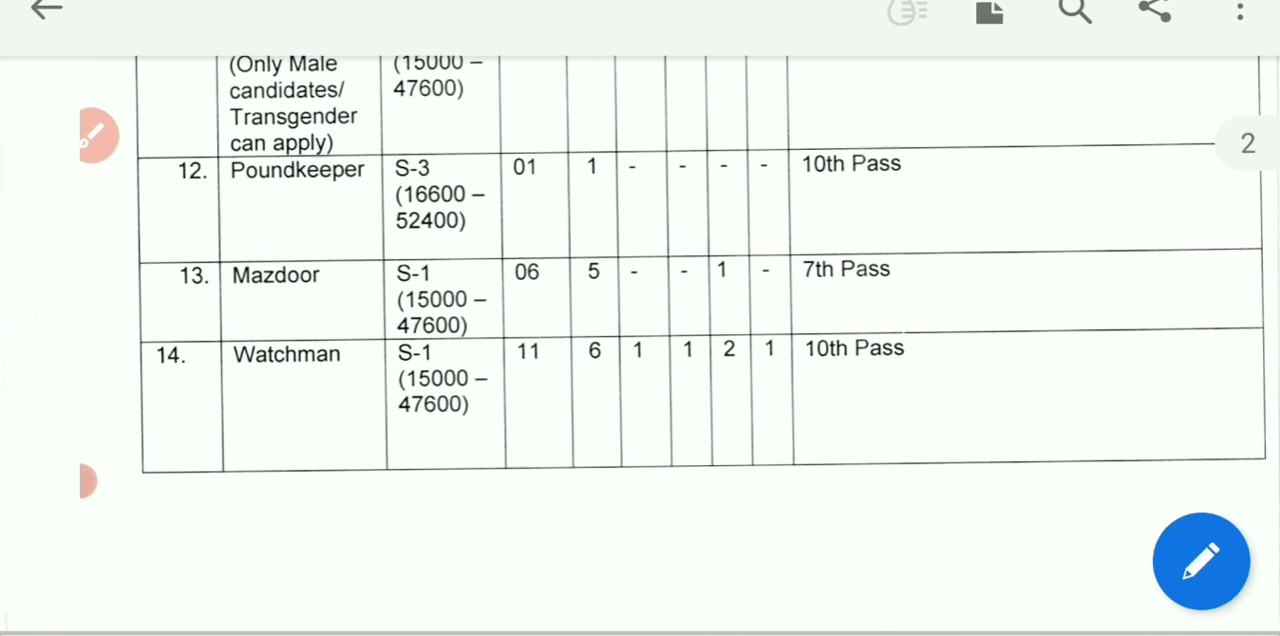 (Only Male (15000 –
candidates/ 47600)
Transgender
can apply)
12. Poundkeeper S-3 01 1 - - - - 10th Pass
(16600 –
52400)
13. Mazdoor S-1 06 5 - - 1 - 7th Pass
(15000 –
47600)
14. Watchman S-1 11 6 1 1 2 1 10th Pass
(15000 –
47600)
2